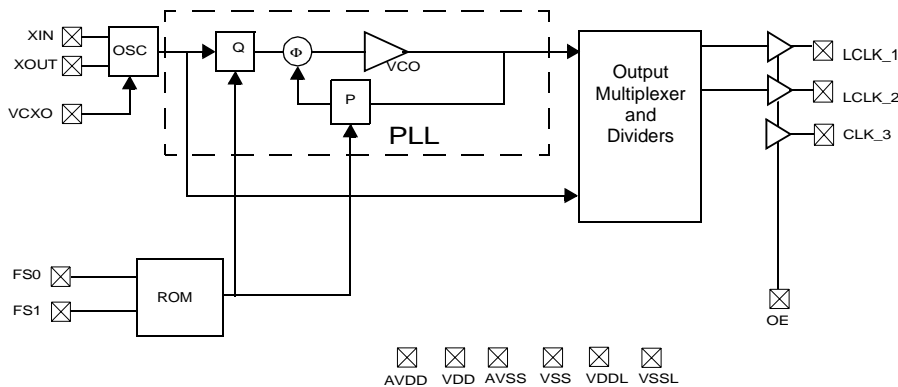 XIN
XOUT
OSC
VCXO
Q
Φ
VCO
P
PLL
Output
Multiplexer
and
Dividers
LCLK_1
LCLK_2
CLK_3
OE
FS0
FS1
ROM
AVDD VDD AVSS VSS VDDL VSSL